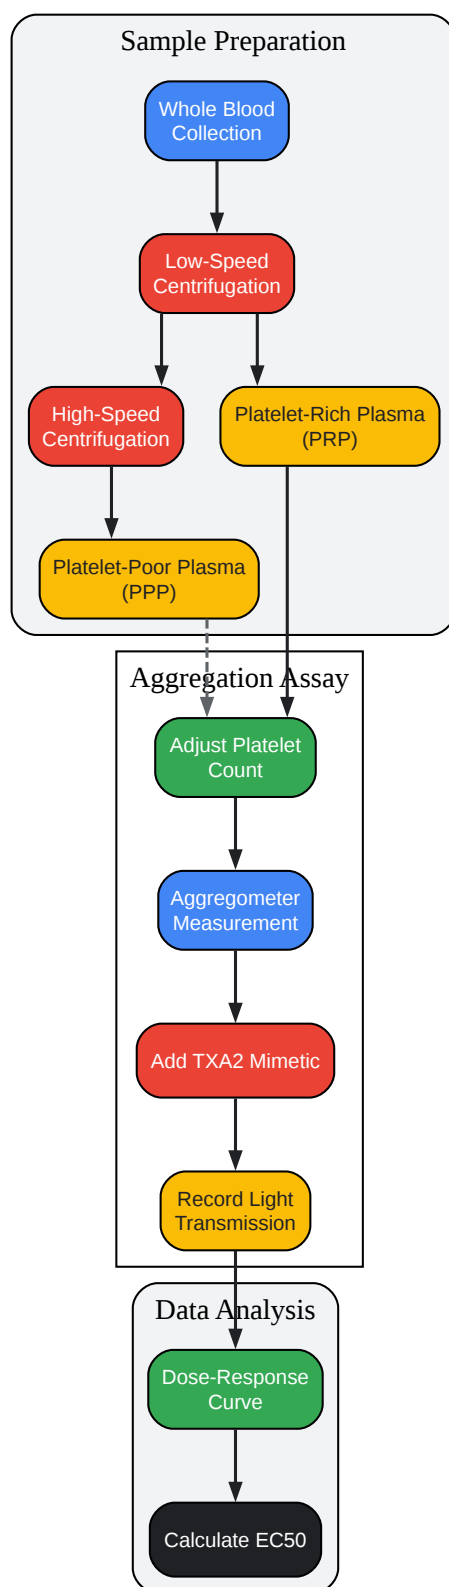 Sample Preparation
Whole Blood
Collection
Low-Speed
Centrifugation
High-Speed
Centrifugation
Platelet-Rich Plasma
(PRP)
Platelet-Poor Plasma
(PPP)
Aggregation Assay
Adjust Platelet
Count
Aggregometer
Measurement
Add TXA2 Mimetic
Record Light
Transmission
Data Analysis
Dose-Response
Curve
Calculate EC50